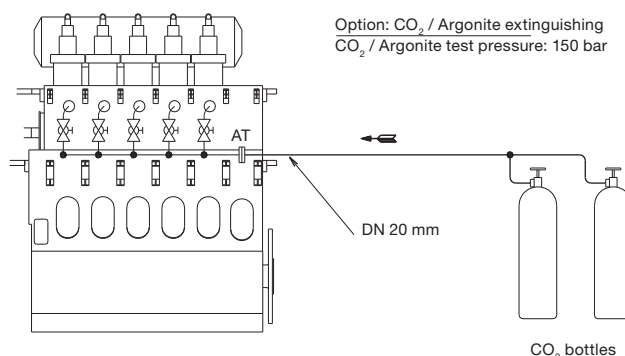 Option: CO₂ / Argonite extinguishing
CO₂ / Argonite test pressure: 150 bar
AT
DN 20 mm
CO₂ bottles